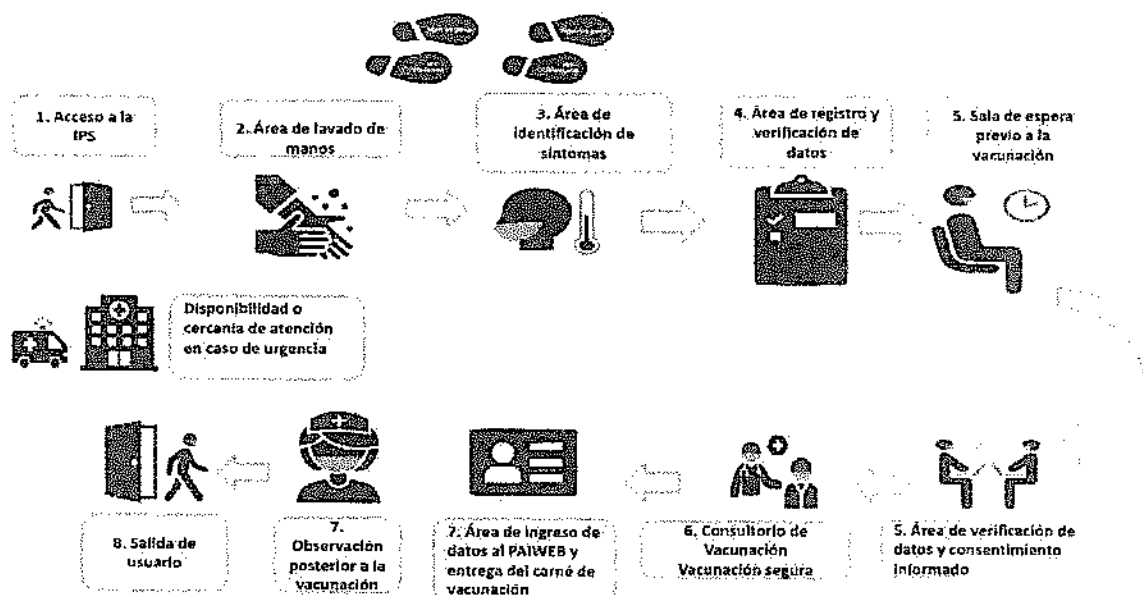 1. Acceso a la
IPS
2. Área de lavado de
manos
3. Área de
identificación de
síntomas
4. Área de registro y
verificación de
datos
5. Sala de espera
previo a la
vacunación
Disponibilidad o
cercanía de atención
en caso de urgencia
8. Salida de
usuario
7.
Observación
posterior a la
vacunación
7. Área de ingreso de
datos al PAIWEB y
entrega del carné de
vacunación
6. Consultorio de
Vacunación
Vacunación segura
5. Área de verificación de
datos y consentimiento
informado